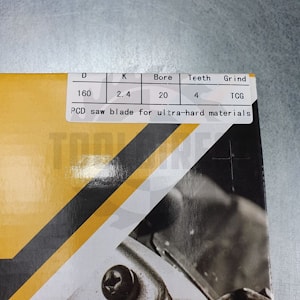 D K Bore Teeth Grind
160 2,4 20 4 TCG
PCD saw blade for ultra-hard materials